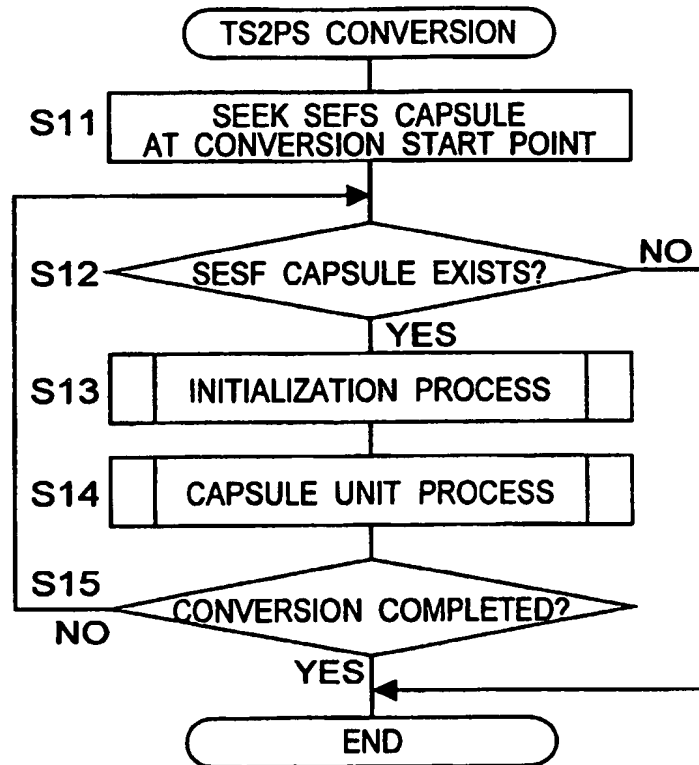 TS2PS CONVERSION
S11
SEEK SEFS CAPSULE
AT CONVERSION START POINT
S12
SESF CAPSULE EXISTS?
NO
YES
S13
INITIALIZATION PROCESS
S14
CAPSULE UNIT PROCESS
S15
CONVERSION COMPLETED?
NO
YES
END